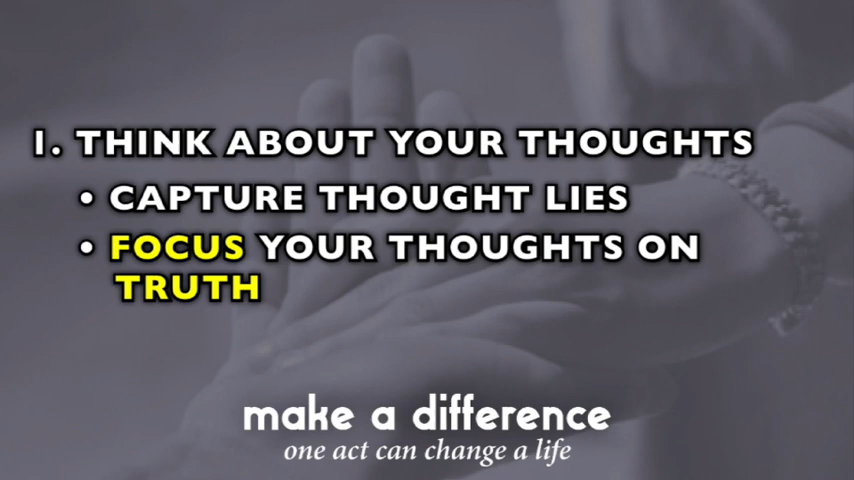 1. THINK ABOUT YOUR THOUGHTS
• CAPTURE THOUGHT LIES
• FOCUS YOUR THOUGHTS ON
TRUTH
make a difference
one act can change a life